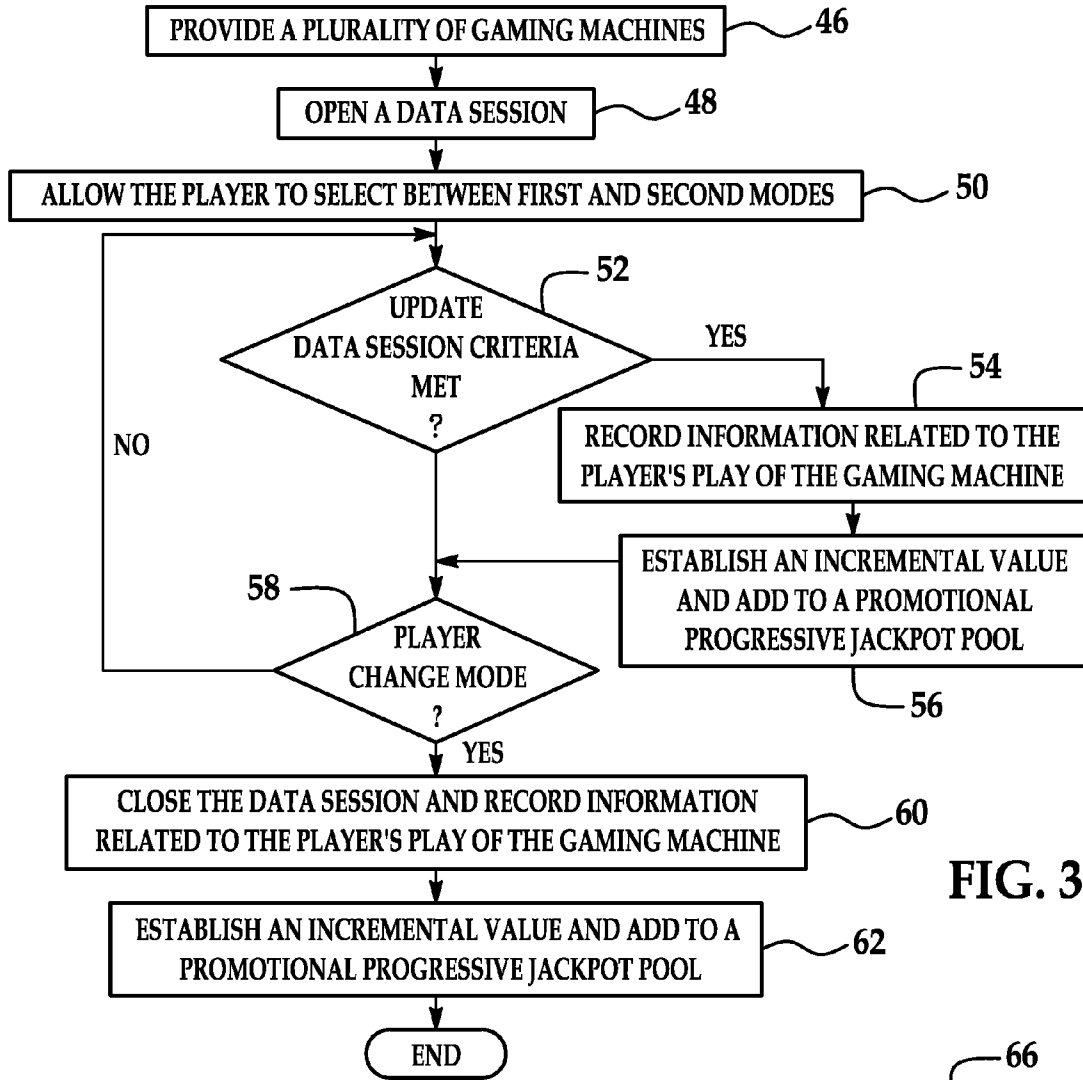 PROVIDE A PLURALITY OF GAMING MACHINES
46
OPEN A DATA SESSION
48
ALLOW THE PLAYER TO SELECT BETWEEN FIRST AND SECOND MODES
50
52
UPDATE
DATA SESSION CRITERIA
MET
?
YES
NO
54
RECORD INFORMATION RELATED TO THE
PLAYER'S PLAY OF THE GAMING MACHINE
ESTABLISH AN INCREMENTAL VALUE
AND ADD TO A PROMOTIONAL
PROGRESSIVE JACKPOT POOL
56
58
PLAYER
CHANGE MODE
?
YES
CLOSE THE DATA SESSION AND RECORD INFORMATION
RELATED TO THE PLAYER'S PLAY OF THE GAMING MACHINE
60
FIG. 3
ESTABLISH AN INCREMENTAL VALUE AND ADD TO A
PROMOTIONAL PROGRESSIVE JACKPOT POOL
62
END
66